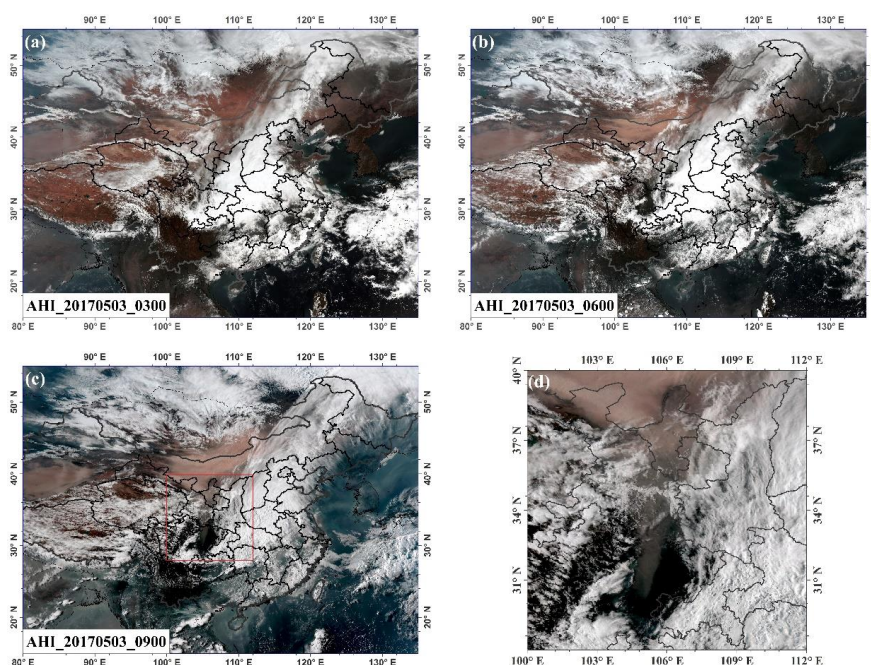 90° E 100° E 110° E 120° E 130° E
90° E 100° E 110° E 120° E 130° E
(a)
(b)
50° N
40° N
30° N
20° N
50° N
40° N
30° N
20° N
AHI_20170503_0300
AHI_20170503_0600
80° E 90° E 100° E 110° E 120° E 130° E
80° E 90° E 100° E 110° E 120° E 130° E
90° E 100° E 110° E 120° E 130° E
103° E 106° E 109° E 112° E
(c)
(d)
50° N
40° N
30° N
20° N
40° N
37° N
34° N
31° N
37° N
34° N
31° N
AHI_20170503_0900
80° E 90° E 100° E 110° E 120° E 130° E
100° E 103° E 106° E 109° E 112° E